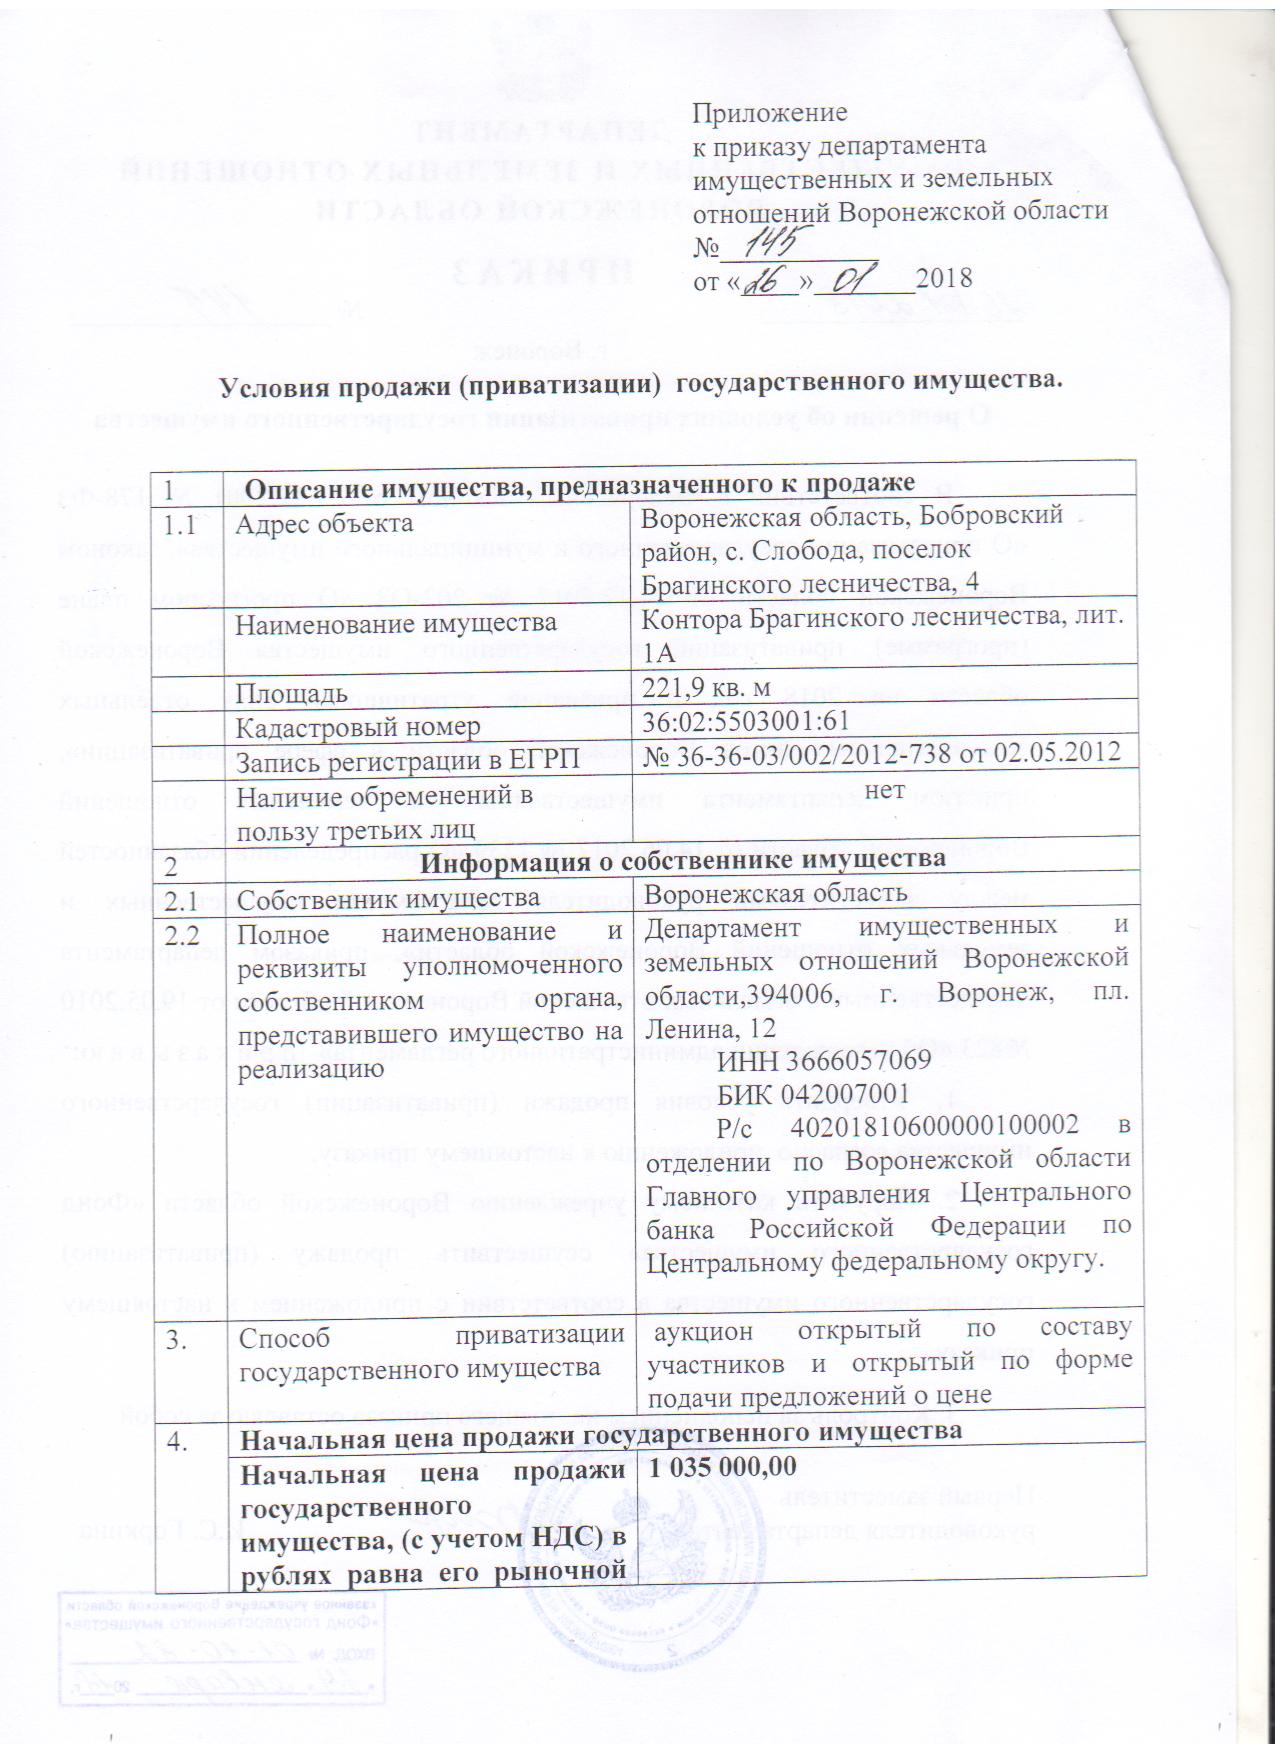 Приложение
к приказу департамента
имущественных и земельных
отношений Воронежской области
№ 145
от «26» 01 2018
Условия продажи (приватизации) государственного имущества.
1 Описание имущества, предназначенного к продаже
1.1 Адрес объекта Воронежская область, Бобровский
район, с. Слобода, поселок
Брагинского лесничества, 4
Наименование имущества Контора Брагинского лесничества, лит.
1А
Площадь 221,9 кв. м
Кадастровый номер 36:02:5503001:61
Запись регистрации в ЕГРП № 36-36-03/002/2012-738 от 02.05.2012
Наличие обременений в нет
пользу третьих лиц
2 Информация о собственнике имущества
2.1 Собственник имущества Воронежская область
2.2 Полное наименование и Департамент имущественных и
реквизиты уполномоченного земельных отношений Воронежской
собственником органа, области,394006, г. Воронеж, пл.
представившего имущество на Ленина, 12
реализацию ИНН 3666057069
БИК 042007001
Р/с 40201810600000100002 в
отделении по Воронежской области
Главного управления Центрального
банка Российской Федерации по
Центральному федеральному округу.
3. Способ приватизации аукцион открытый по составу
государственного имущества участников и открытый по форме
подачи предложений о цене
4. Начальная цена продажи государственного имущества
Начальная цена продажи 1 035 000,00
государственного
имущества, (с учетом НДС) в
рублях равна его рыночной